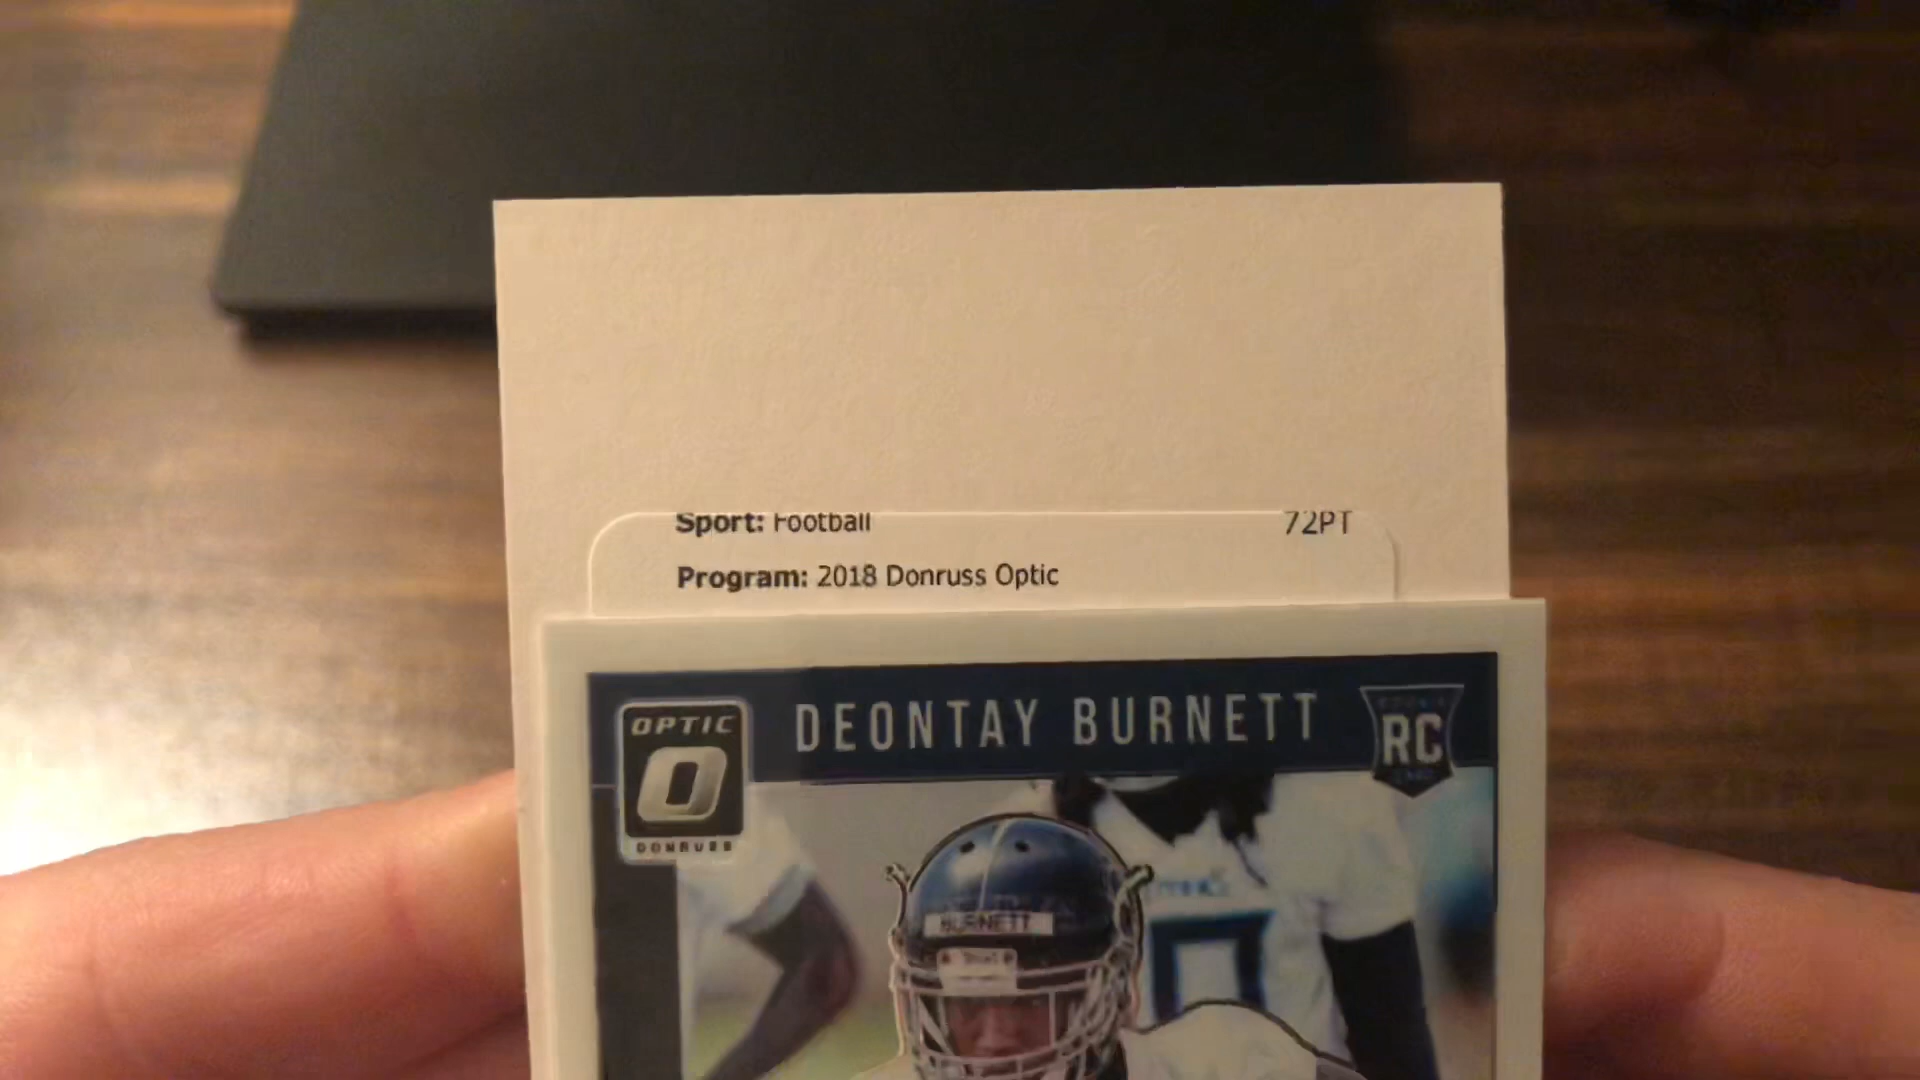 Sport: Football 72PT
Program: 2018 Donruss Optic
OPTIC
O
DONRUSS
DEONTAY BURNETT
RC
BURNETT